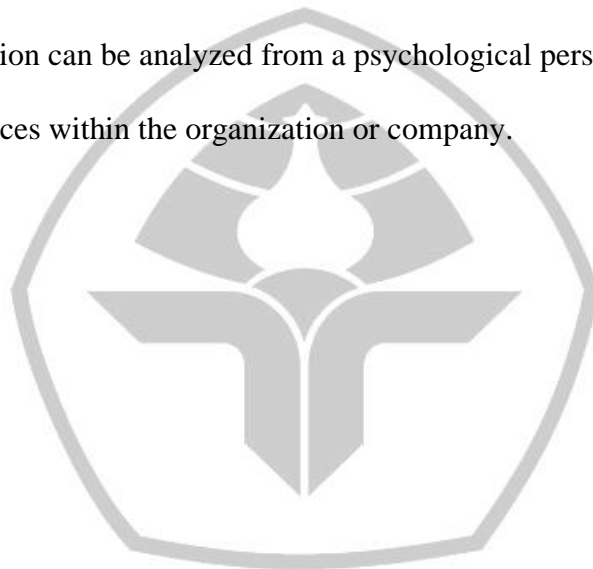 ion can be analyzed from a psychological pers
ces within the organization or company.